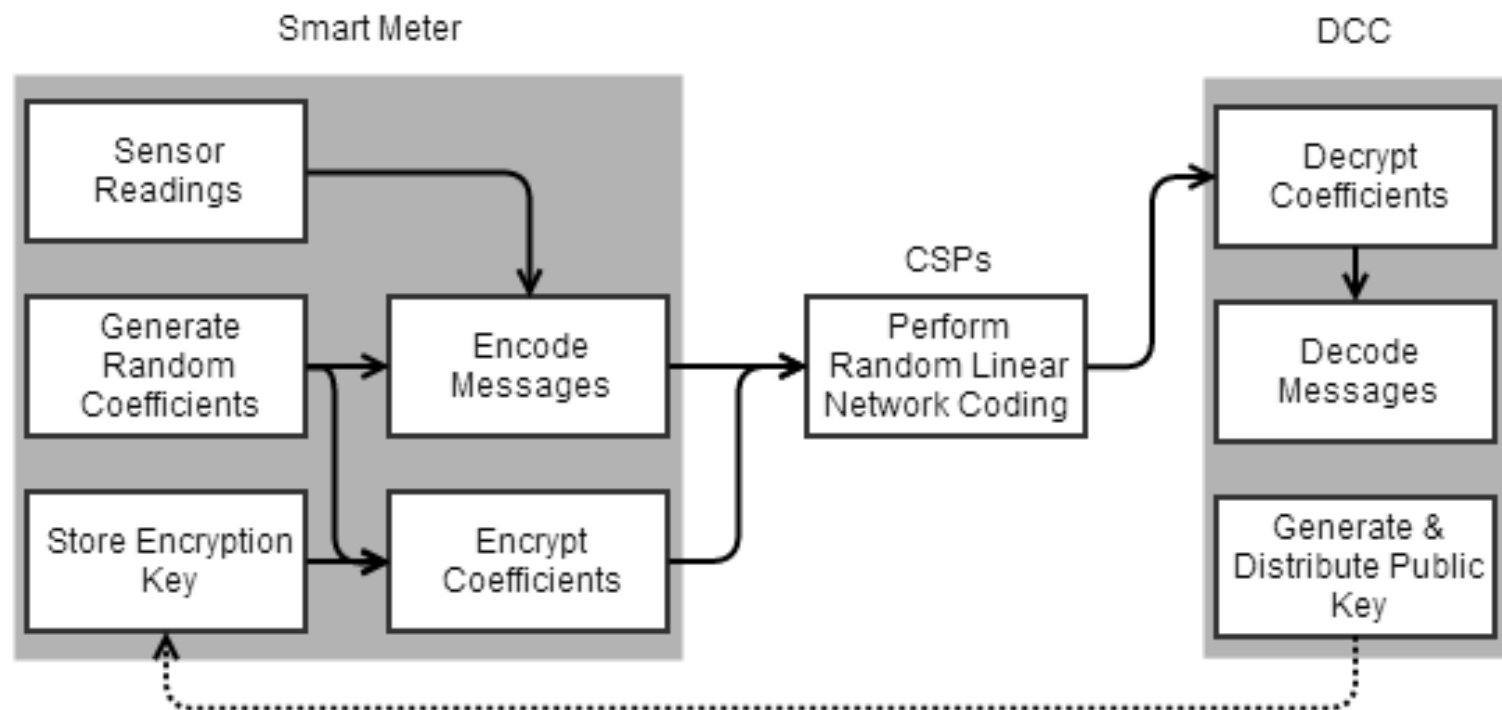 Smart Meter
DCC
Sensor
Readings
Decrypt
Coefficients
CSPs
Generate
Random
Coefficients
Encode
Messages
Perform
Random Linear
Network Coding
Decode
Messages
Store Encryption
Key
Encrypt
Coefficients
Generate &
Distribute Public
Key